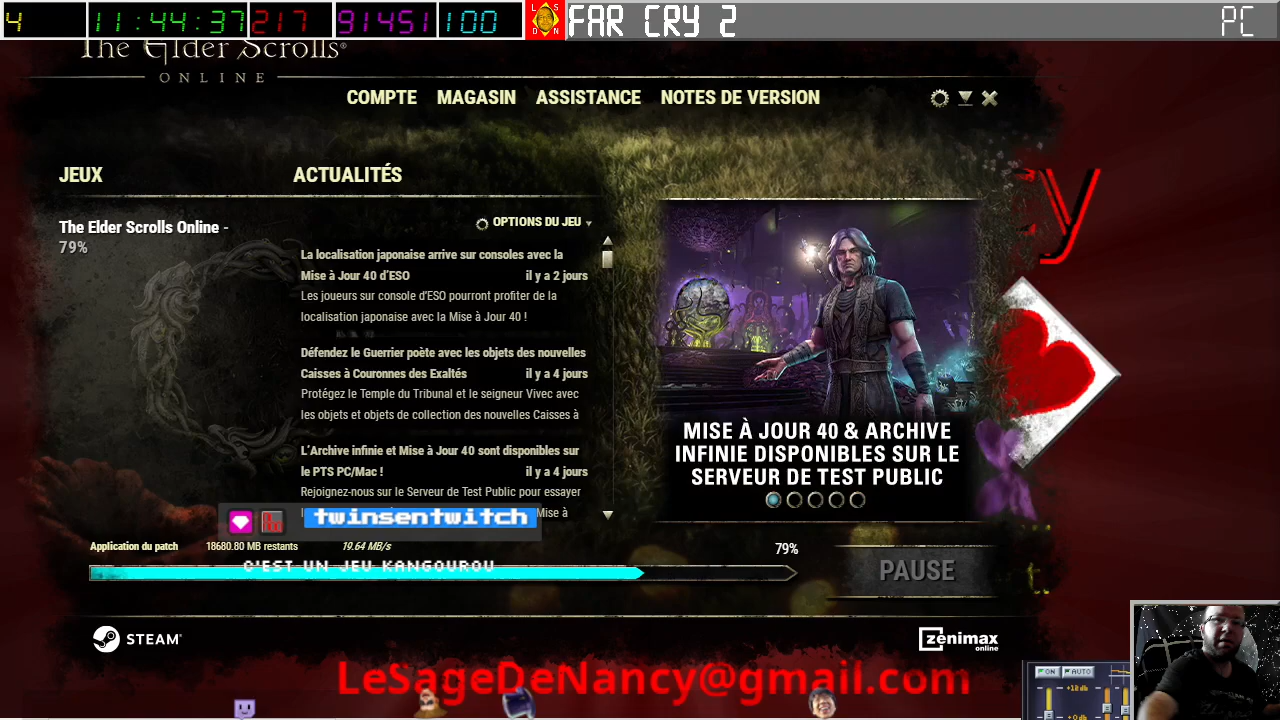 4 11:44:37 217 91451 100 LSDN FAR CRY 2 PC
The Elder Scrolls
ONLINE
COMPTE MAGASIN ASSISTANCE NOTES DE VERSION
JEUX ACTUALITÉS
The Elder Scrolls Online -
79%
OPTIONS DU JEU
La localisation japonaise arrive sur consoles avec la
Mise à Jour 40 d'ESO il y a 2 jours
Les joueurs sur console d'ESO pourront profiter de la
localisation japonaise avec la Mise à Jour 40 !
Défendez le Guerrier poète avec les objets des nouvelles
Caisses à Couronnes des Exaltés il y a 4 jours
Protégez le Temple du Tribunal et le seigneur Vivec avec
les objets et objets de collection des nouvelles Caisses à
L'Archive infinie et Mise à Jour 40 sont disponibles sur
le PTS PC/Mac ! il y a 4 jours
Rejoignez-nous sur le Serveur de Test Public pour essayer
Mise à
MISE À JOUR 40 & ARCHIVE
INFINIE DISPONIBLES SUR LE
SERVEUR DE TEST PUBLIC
y
twinsentwitch
Application du patch 18680.80 MB restants 19.64 MB/s
79%
C'EST UN JEU KANGOUROU
PAUSE
t.
STEAM
zenimax
online
LeSageDeNancy@gmail.com
ON AUTO
+12dB
+0dB